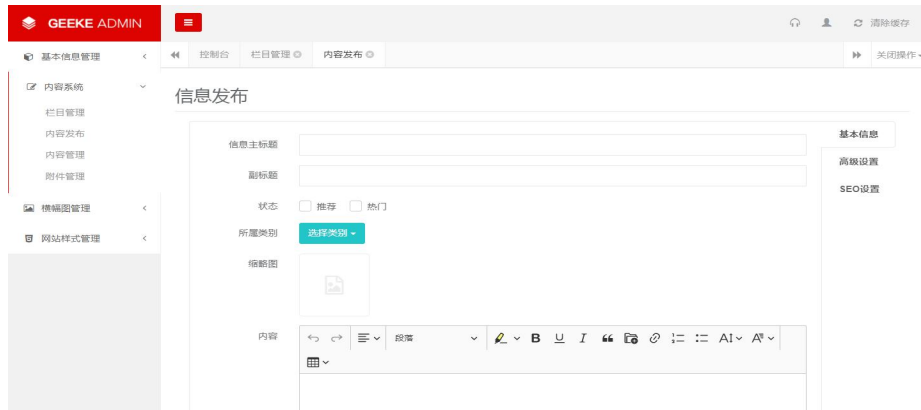 GEEKE ADMIN
清除缓存
基本信息管理
控制台 栏目管理 内容发布
关闭操作
内容系统
栏目管理
内容发布
内容管理
附件管理
横幅图管理
网站样式管理
信息发布
信息主标题
副标题
状态 推荐 热门
所属类别 选择类别
缩略图
内容 段落 B U I AI A
基本信息
高级设置
SEO设置